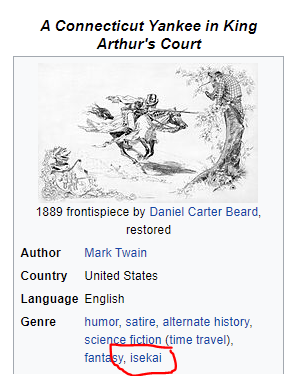 A Connecticut Yankee in King
Arthur's Court
1889 frontispiece by Daniel Carter Beard,
restored
Author Mark Twain
Country United States
Language English
Genre humor, satire, alternate history,
science fiction (time travel),
fantasy, isekai